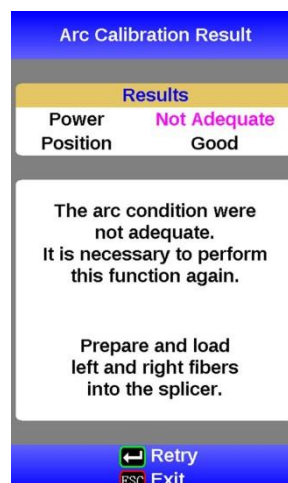 Arc Calibration Result
Results
Power Not Adequate
Position Good
The arc condition were
not adequate.
It is necessary to perform
this function again.
Prepare and load
left and right fibers
into the splicer.
Retry
ESC Exit